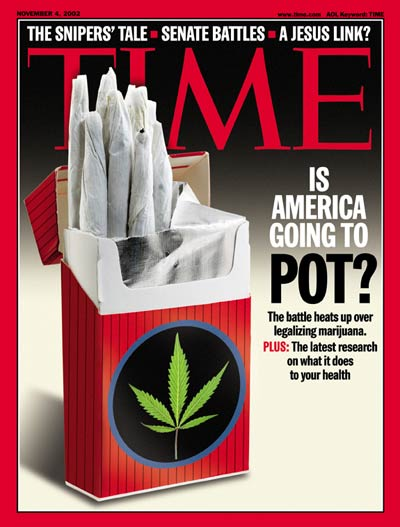 NOVEMBER 4, 2002 www.time.com AOL Keyword: TIME
THE SNIPERS' TALE ■ SENATE BATTLES ■ A JESUS LINK?
TIME
IS
AMERICA
GOING TO
POT?
The battle heats up over
legalizing marijuana.
PLUS: The latest research
on what it does
to your health